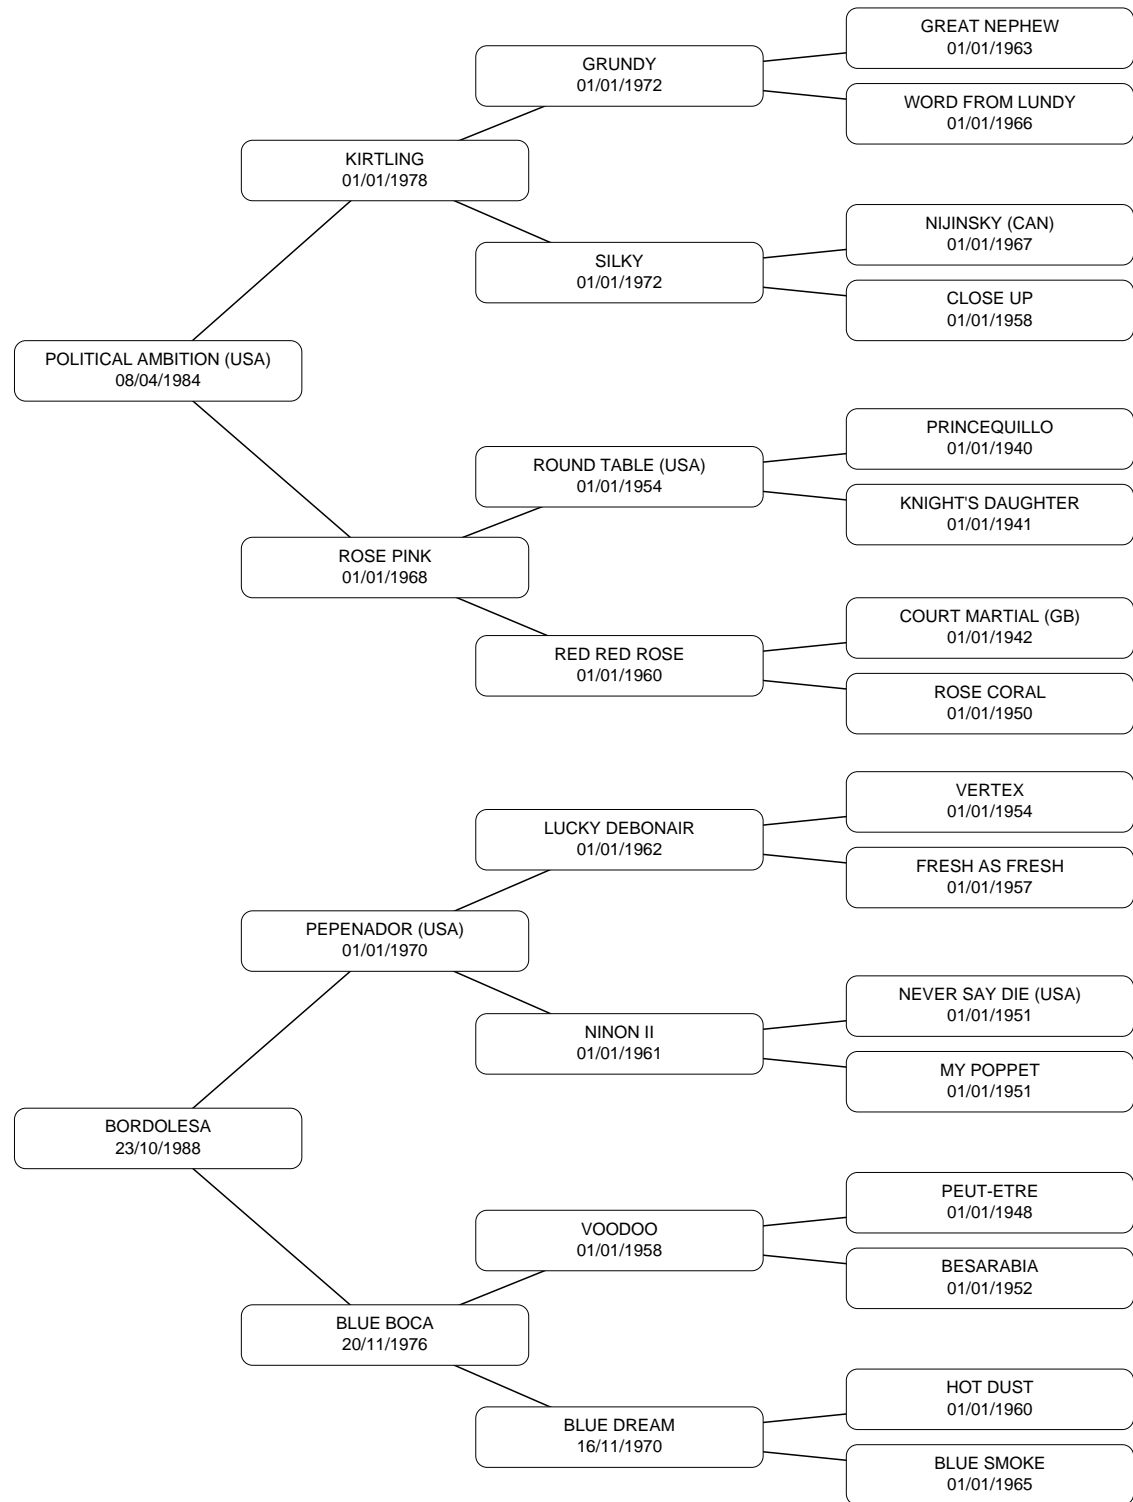 GREAT NEPHEW
01/01/1963
GRUNDY
01/01/1972
WORD FROM LUNDY
01/01/1966
KIRTLING
01/01/1978
NIJINSKY (CAN)
01/01/1967
SILKY
01/01/1972
CLOSE UP
01/01/1958
POLITICAL AMBITION (USA)
08/04/1984
PRINCEQUILLO
01/01/1940
ROUND TABLE (USA)
01/01/1954
KNIGHT'S DAUGHTER
01/01/1941
ROSE PINK
01/01/1968
COURT MARTIAL (GB)
01/01/1942
RED RED ROSE
01/01/1960
ROSE CORAL
01/01/1950
VERTEX
01/01/1954
LUCKY DEBONAIR
01/01/1962
FRESH AS FRESH
01/01/1957
PEPENADOR (USA)
01/01/1970
NEVER SAY DIE (USA)
01/01/1951
NINON II
01/01/1961
MY POPPET
01/01/1951
BORDOLESA
23/10/1988
PEUT-ETRE
01/01/1948
VOODOO
01/01/1958
BESARABIA
01/01/1952
BLUE BOCA
20/11/1976
HOT DUST
01/01/1960
BLUE DREAM
16/11/1970
BLUE SMOKE
01/01/1965